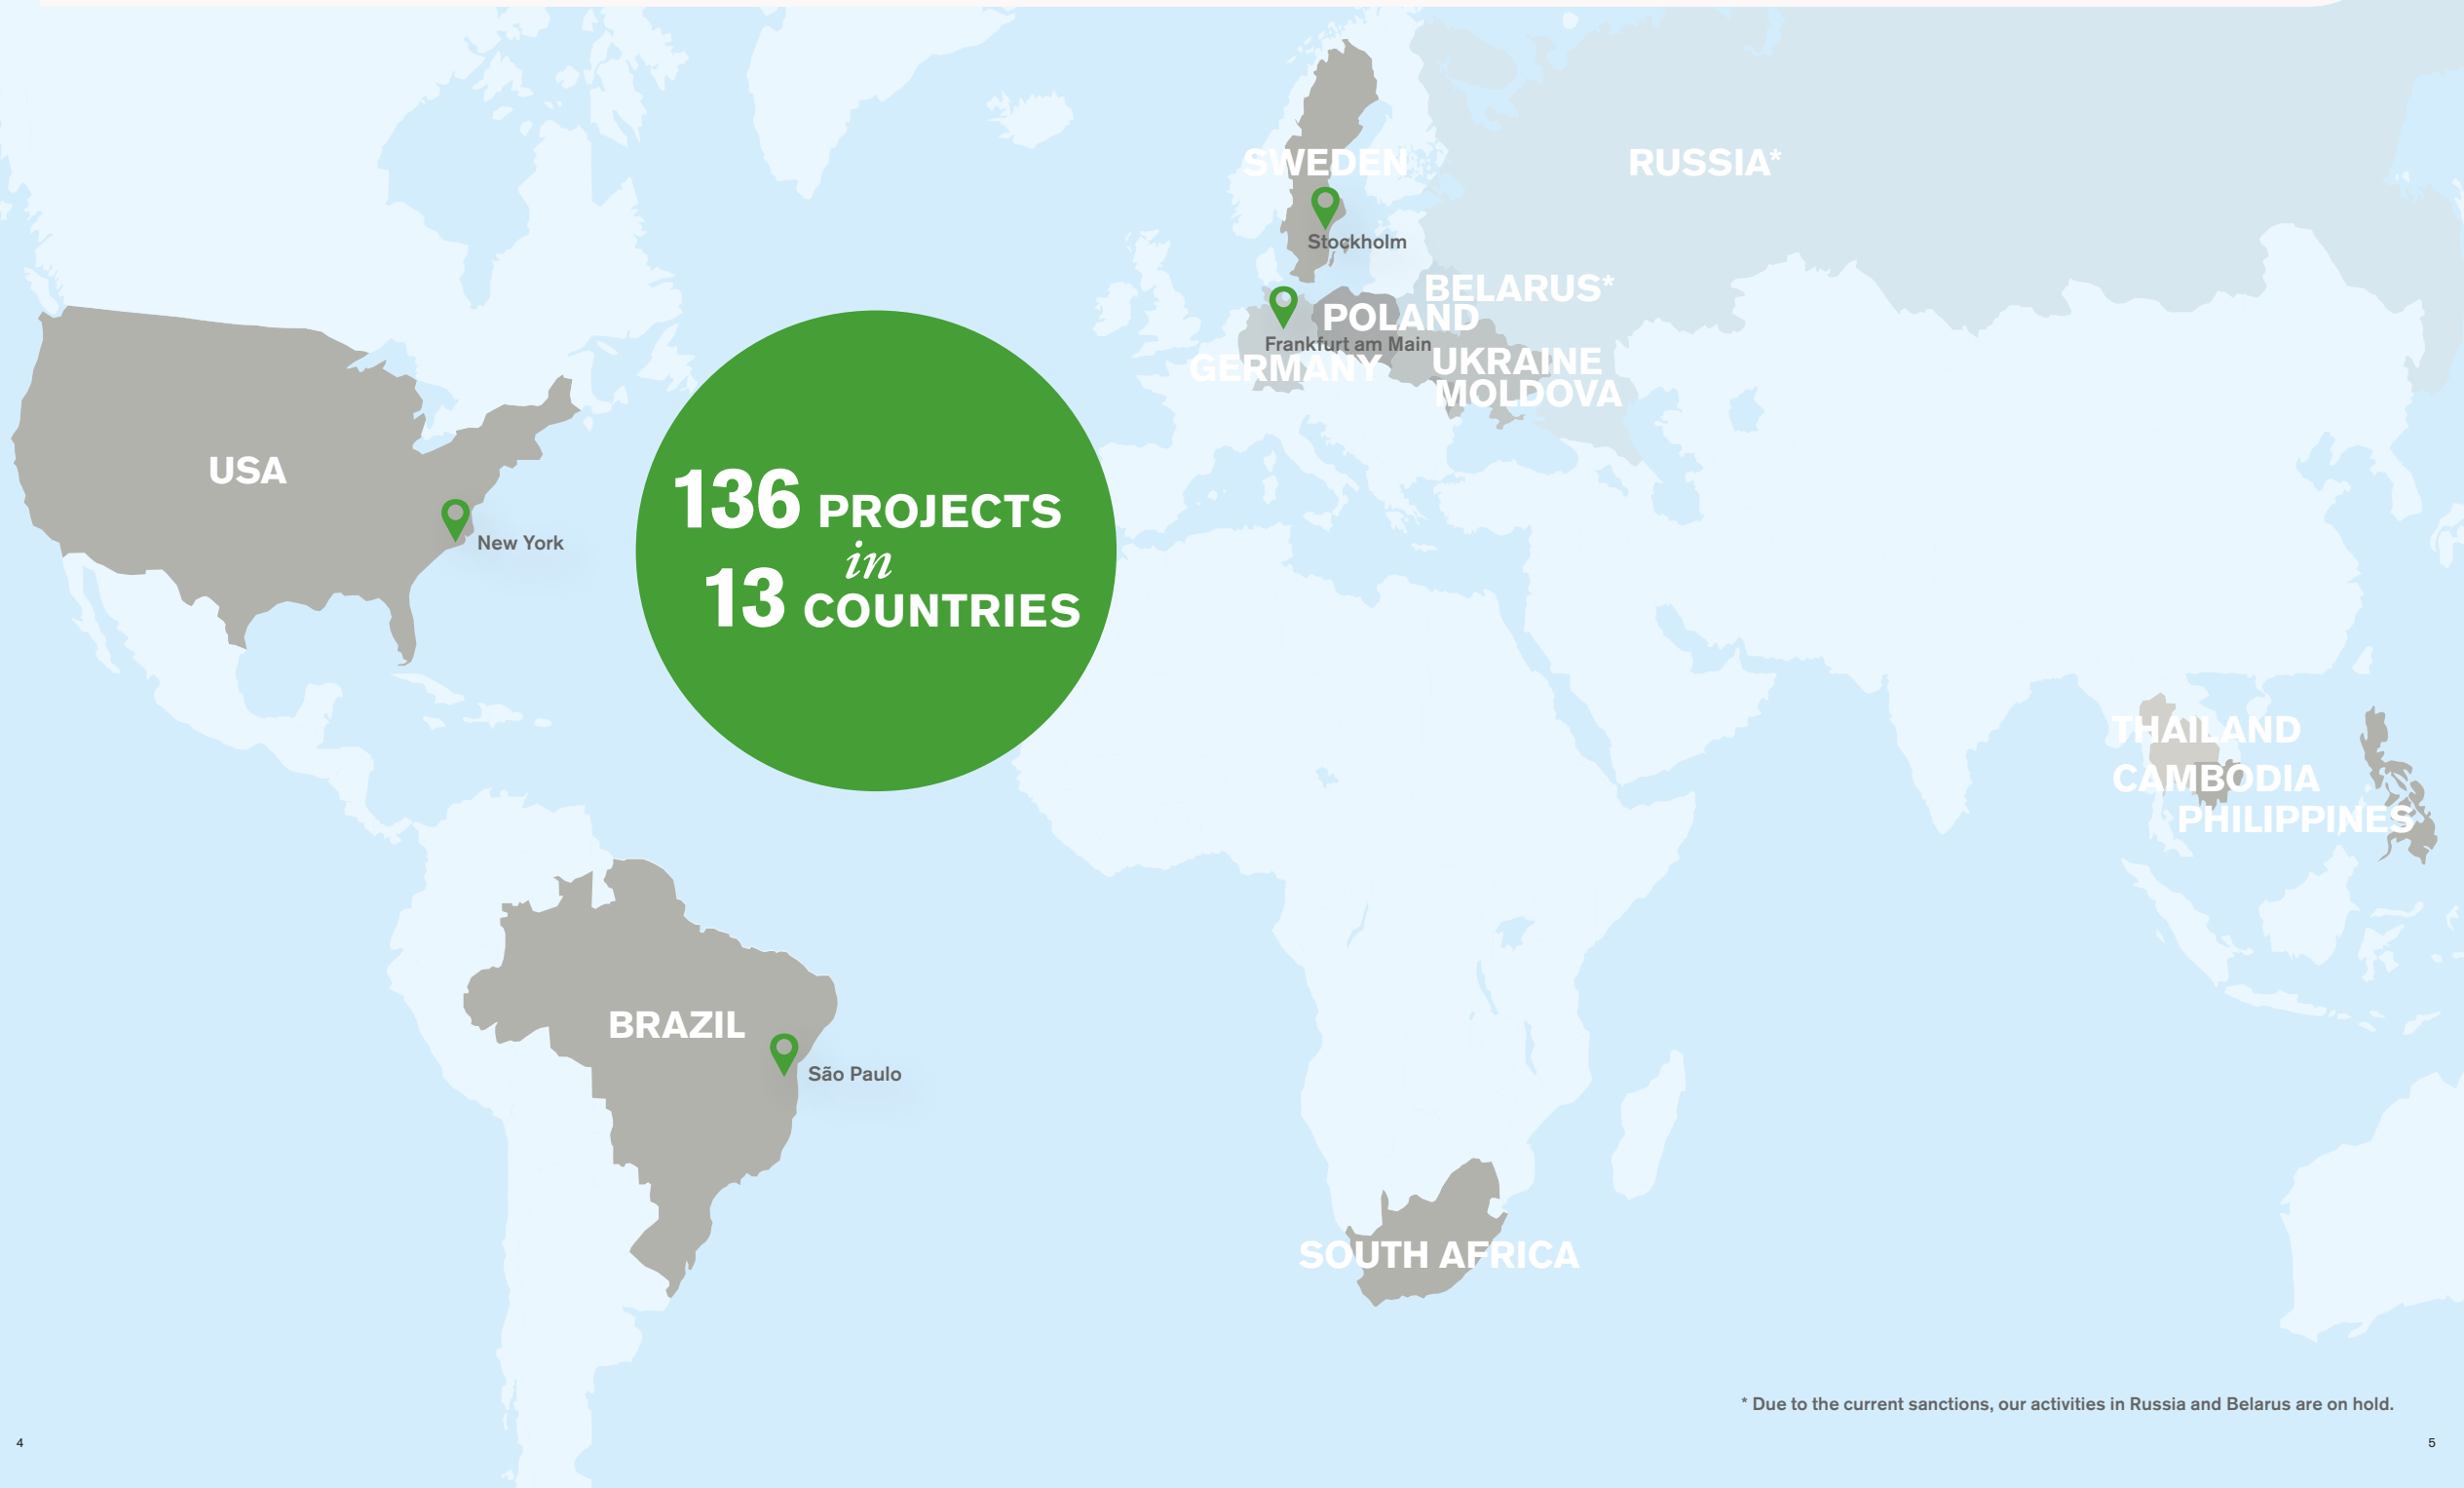 SWEDEN
RUSSIA*
Stockholm
BELARUS*
POLAND
Frankfurt am Main
GERMANY
UKRAINE
MOLDOVA
USA
New York
136 PROJECTS
in
13 COUNTRIES
THAILAND
CAMBODIA
PHILIPPINES
BRAZIL
São Paulo
SOUTH AFRICA
* Due to the current sanctions, our activities in Russia and Belarus are on hold.
4
5